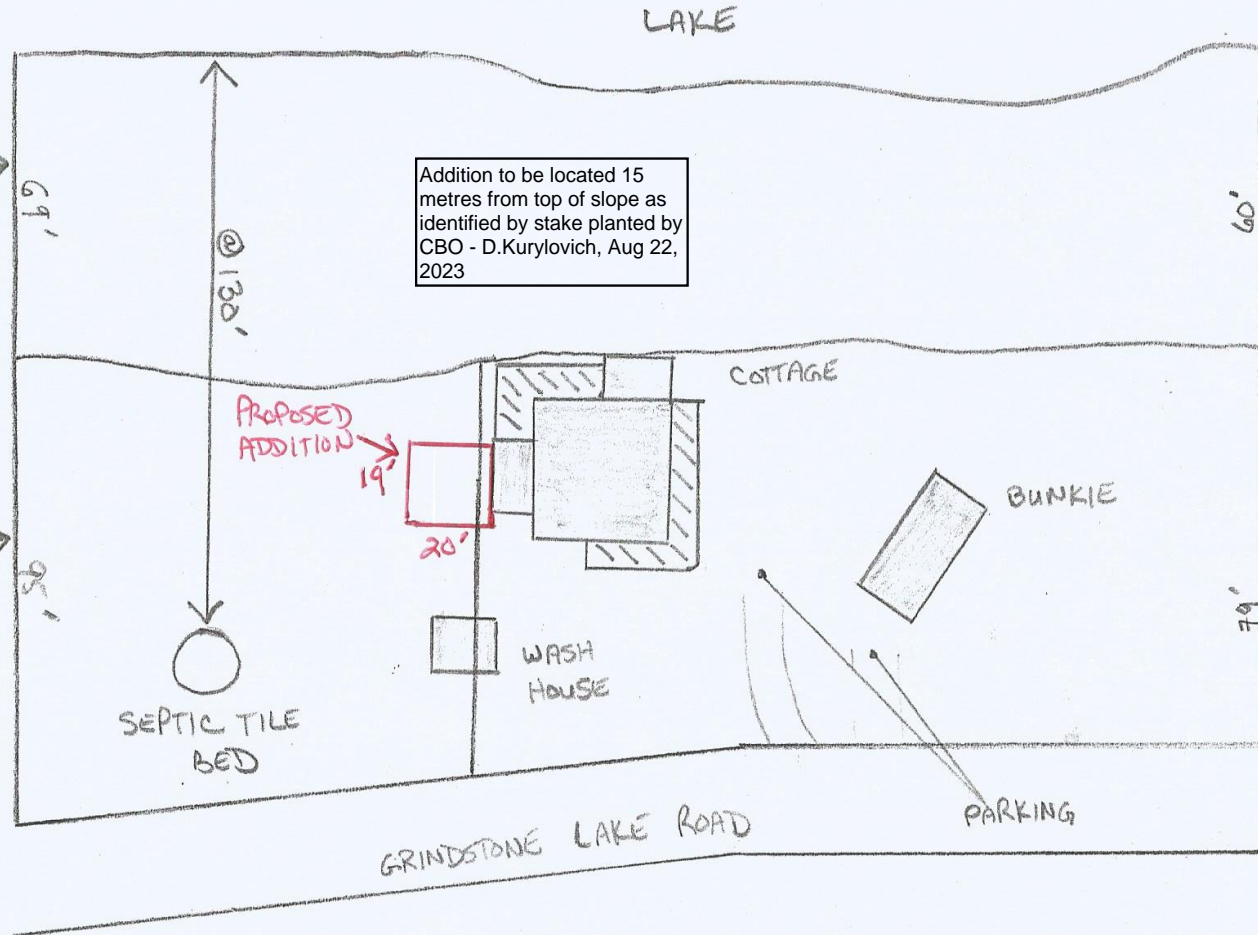 LAKE
Addition to be located 15
metres from top of slope as
identified by stake planted by
CBO - D.Kurylovich, Aug 22,
2023
69'
@ 130'
60'
COTTAGE
PROPOSED
ADDITION
19'
20'
BUNKIE
95'
79'
WASH
HOUSE
SEPTIC TILE
BED
PARKING
GRINDSTONE LAKE ROAD